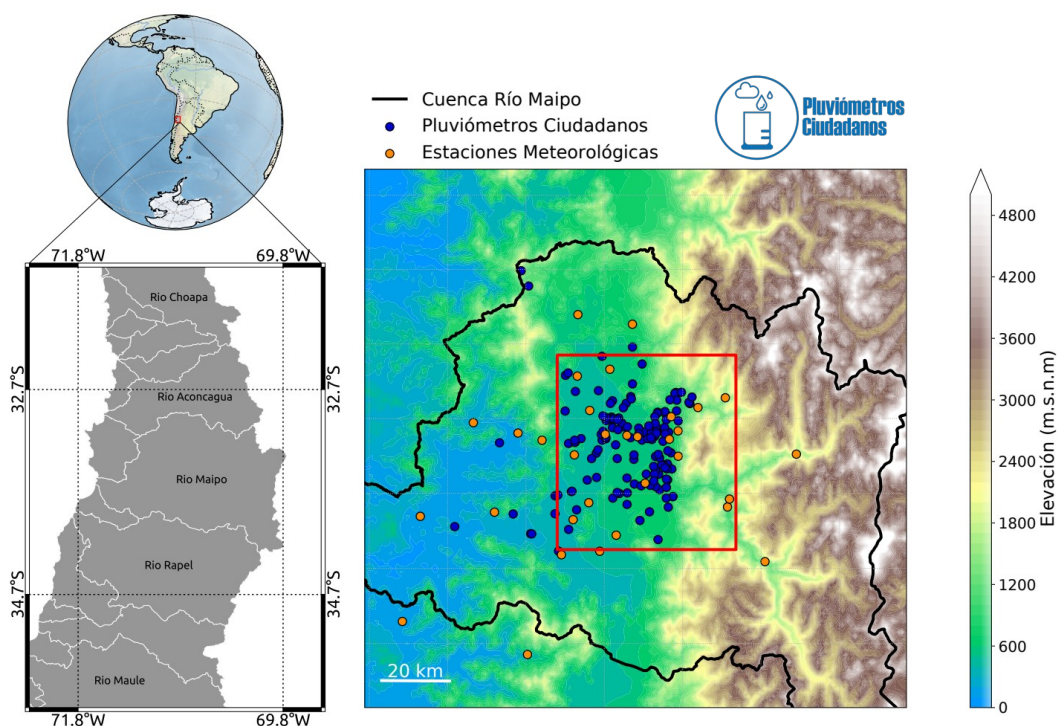 Cuenca Río Maipo
Pluviómetros Ciudadanos
Estaciones Meteorológicas
Pluviómetros
Ciudadanos
71.8°W
69.8°W
Rio Choapa
Rio Aconcagua
Rio Maipo
Rio Rapel
Rio Maule
32.7°S
32.7°S
34.7°S
34.7°S
71.8°W
69.8°W
20 km
4800
4200
3600
3000
2400
1800
1200
600
0
Elevación (m.s.n.m)